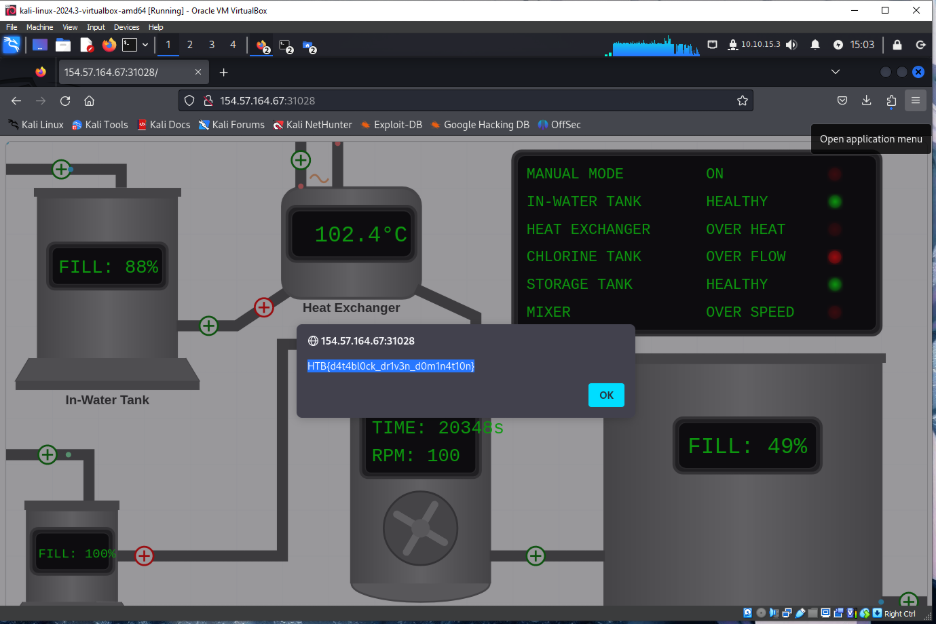 kali-linux-2024.3-virtualbox-amd64 [Running] - Oracle VM VirtualBox
File Machine View Input Devices Help
1 2 3 4 2 2 2 10.10.15.3 15:03
154.57.164.67:31028/
154.57.164.67:31028
Kali Linux Kali Tools Kali Docs Kali Forums Kali NetHunter Exploit-DB Google Hacking DB OffSec
Open application menu
MANUAL MODE ON
IN-WATER TANK HEALTHY
HEAT EXCHANGER OVER HEAT
CHLORINE TANK OVER FLOW
STORAGE TANK HEALTHY
MIXER OVER SPEED
102.4°C
FILL: 88%
Heat Exchanger
In-Water Tank
154.57.164.67:31028
HTB{d4t4bl0ck_dr1v3n_d0m1n4t10n}
OK
TIME: 20348s
RPM: 100
FILL: 49%
FILL: 100%
Right Ctrl